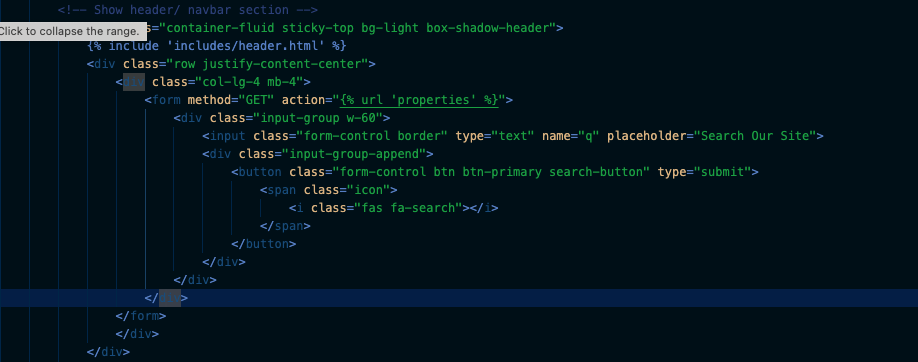 <!-- Show header/ navbar section -->
Click to collapse the range.
="container-fluid sticky-top bg-light box-shadow-header">
{% include 'includes/header.html' %}
<div class="row justify-content-center">
<div class="col-lg-4 mb-4">
<form method="GET" action="{% url 'properties' %}">
<div class="input-group w-60">
<input class="form-control border" type="text" name="q" placeholder="Search Our Site">
<div class="input-group-append">
<button class="form-control btn btn-primary search-button" type="submit">
<span class="icon">
<i class="fas fa-search"></i>
</span>
</button>
</div>
</div>
</div>
</form>
</div>
</div>